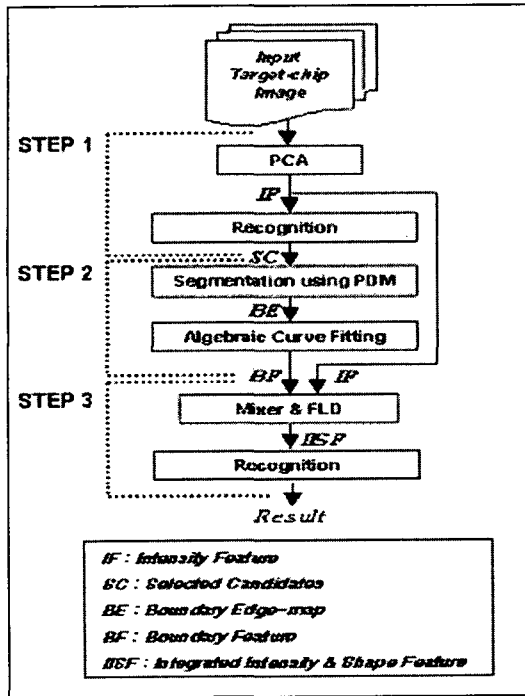 Input
Target-chip
Image
STEP 1
PCA
IF
Recognition
SC
STEP 2
Segmentation using PDM
BE
Algebraic Curve Fitting
BF IF
STEP 3
Mixer & FLD
IISF
Recognition
Result
IF : Intensity Feature
SC : Selected Candidates
BE : Boundary Edge-map
BF : Boundary Feature
IISF : Integrated Intensity & Shape Feature